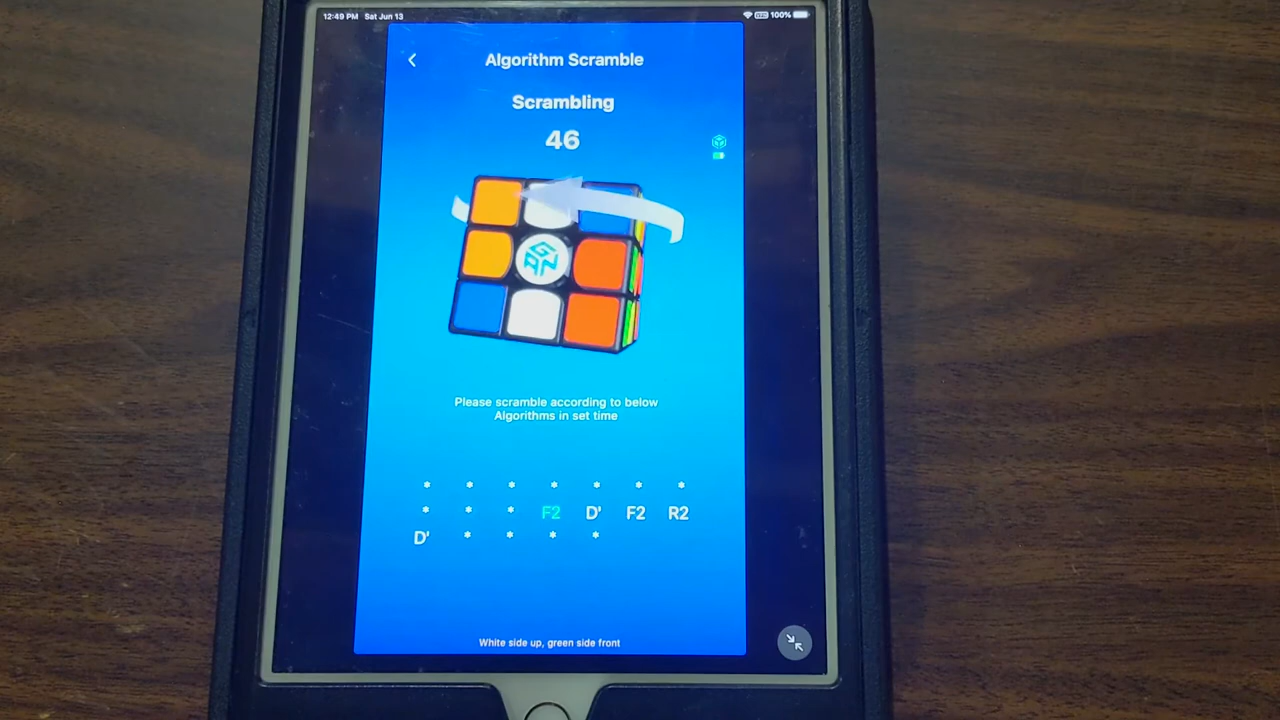 12:49 PM Sat Jun 13 100%
Algorithm Scramble
Scrambling
46
GAN
Please scramble according to below
Algorithms in set time
* * * * * * *
* * * F2 D' F2 R2
D' * * * *
White side up, green side front